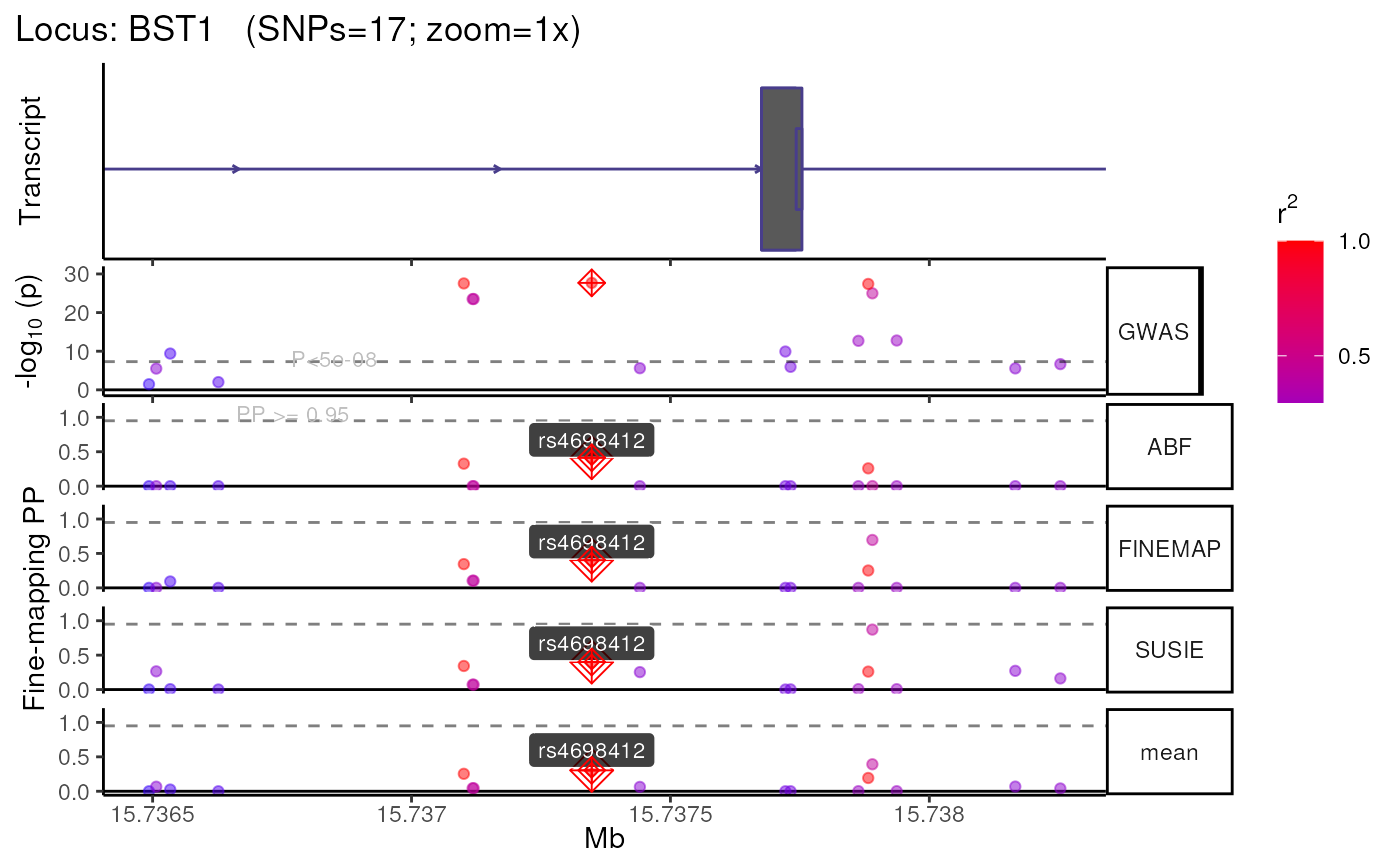 Locus: BST1 (SNPs=17; zoom=1x)
Transcript
-log10 (p)
30
20
10
0
P<5e-08
GWAS
r2
1.0
0.5
Fine-mapping PP
1.0
0.5
0.0
PP >= 0.95
rs4698412
ABF
1.0
0.5
0.0
rs4698412
FINEMAP
1.0
0.5
0.0
rs4698412
SUSIE
1.0
0.5
0.0
rs4698412
mean
15.7365 15.737 15.7375 15.738
Mb